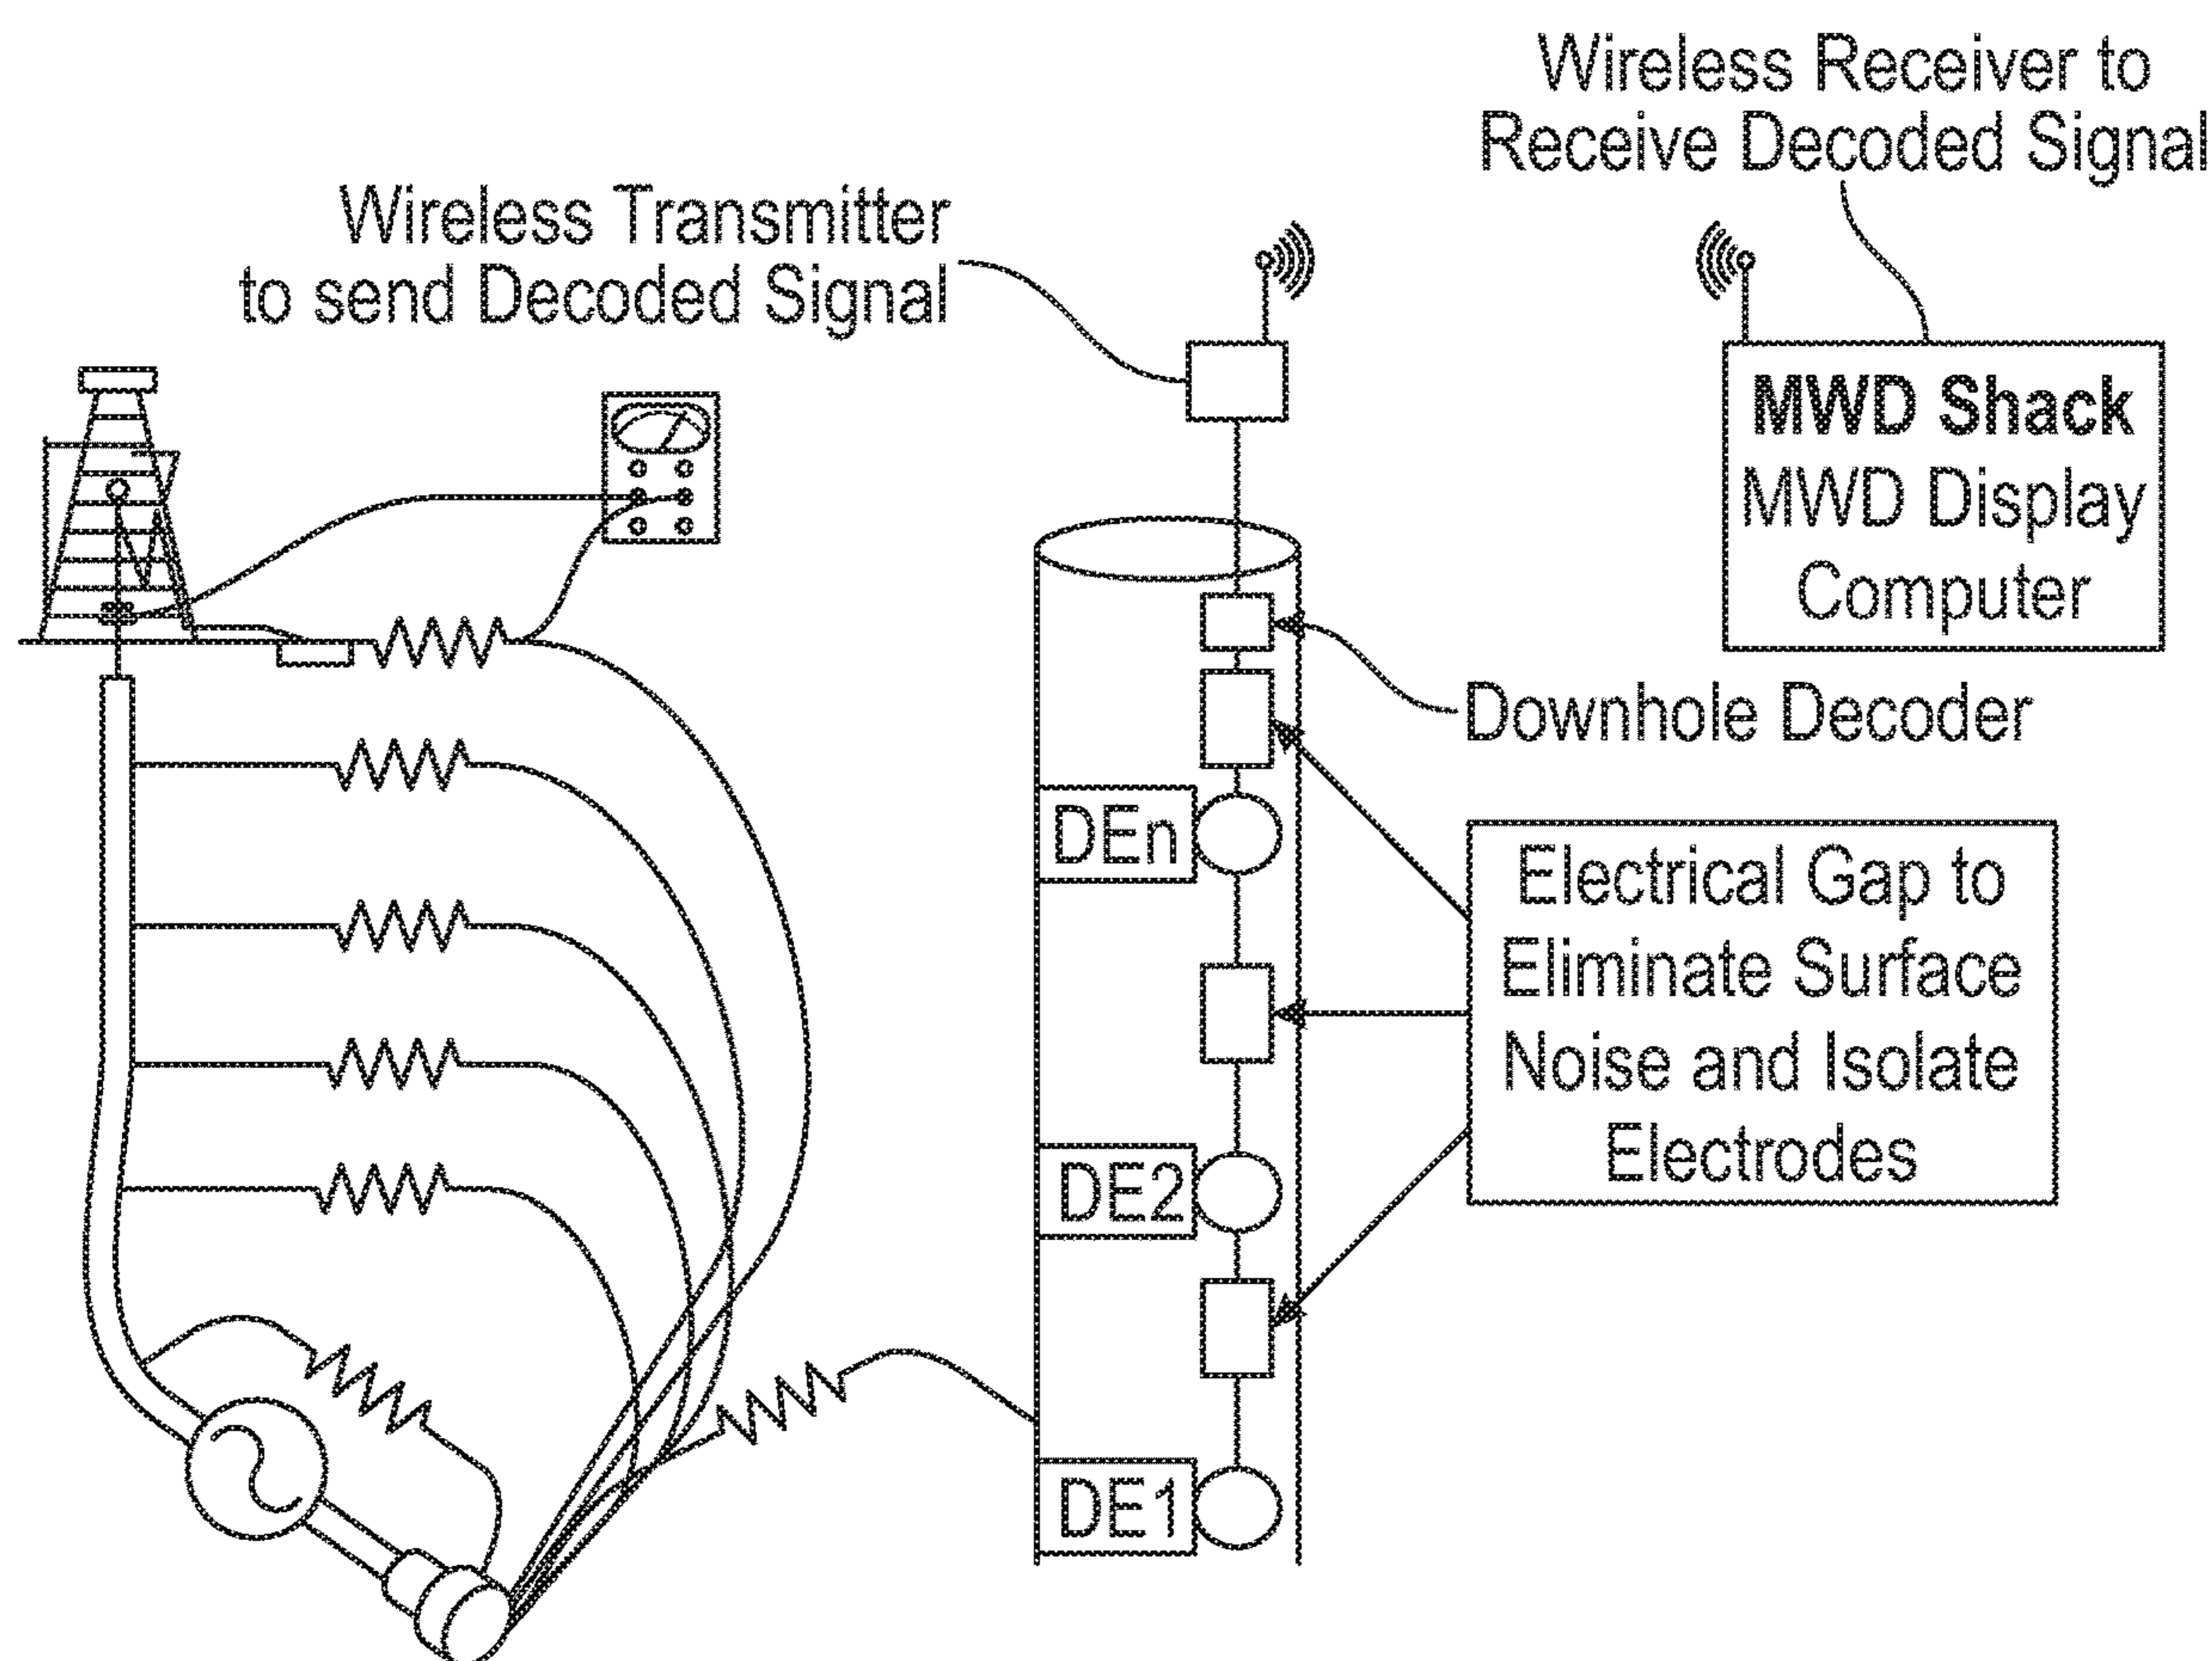 Wireless Receiver to
Receive Decoded Signal
Wireless Transmitter
to send Decoded Signal
MWD Shack
MWD Display
Computer
Downhole Decoder
DEn
Electrical Gap to
Eliminate Surface
Noise and Isolate
Electrodes
DE2
DE1